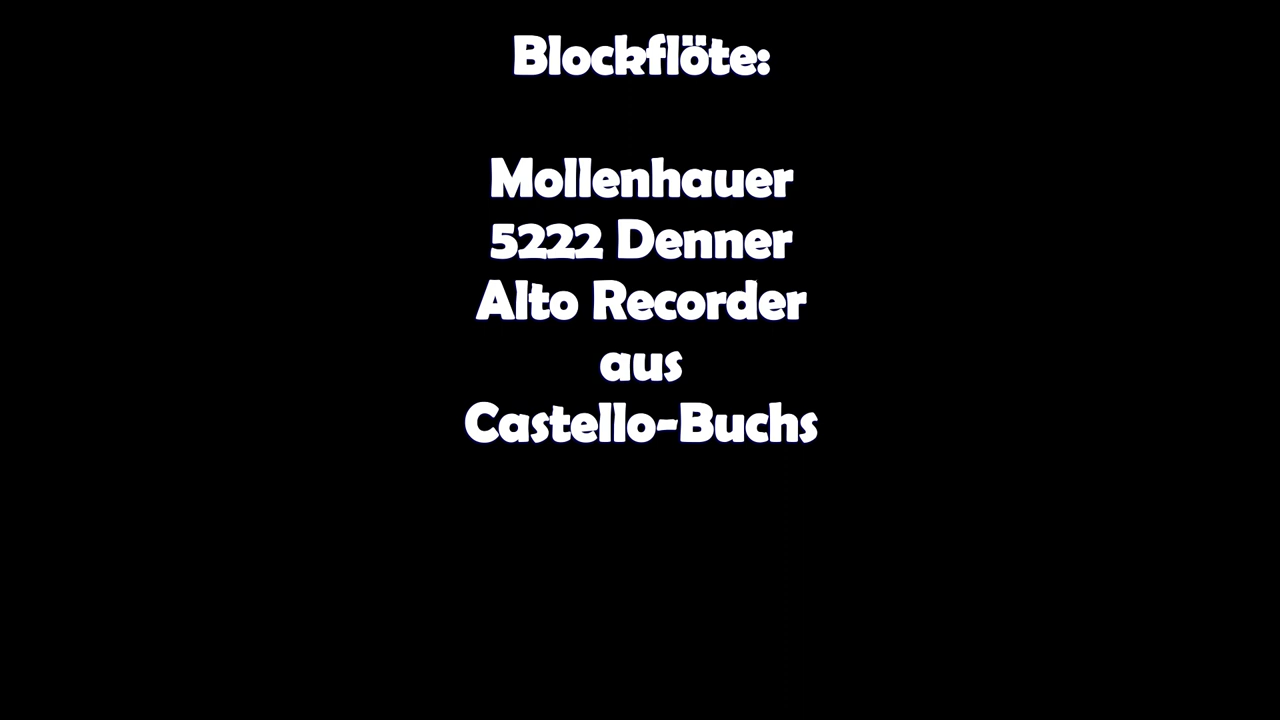 Blockflöte:
Mollenhauer
5222 Denner
Alto Recorder
aus
Castello-Buchs